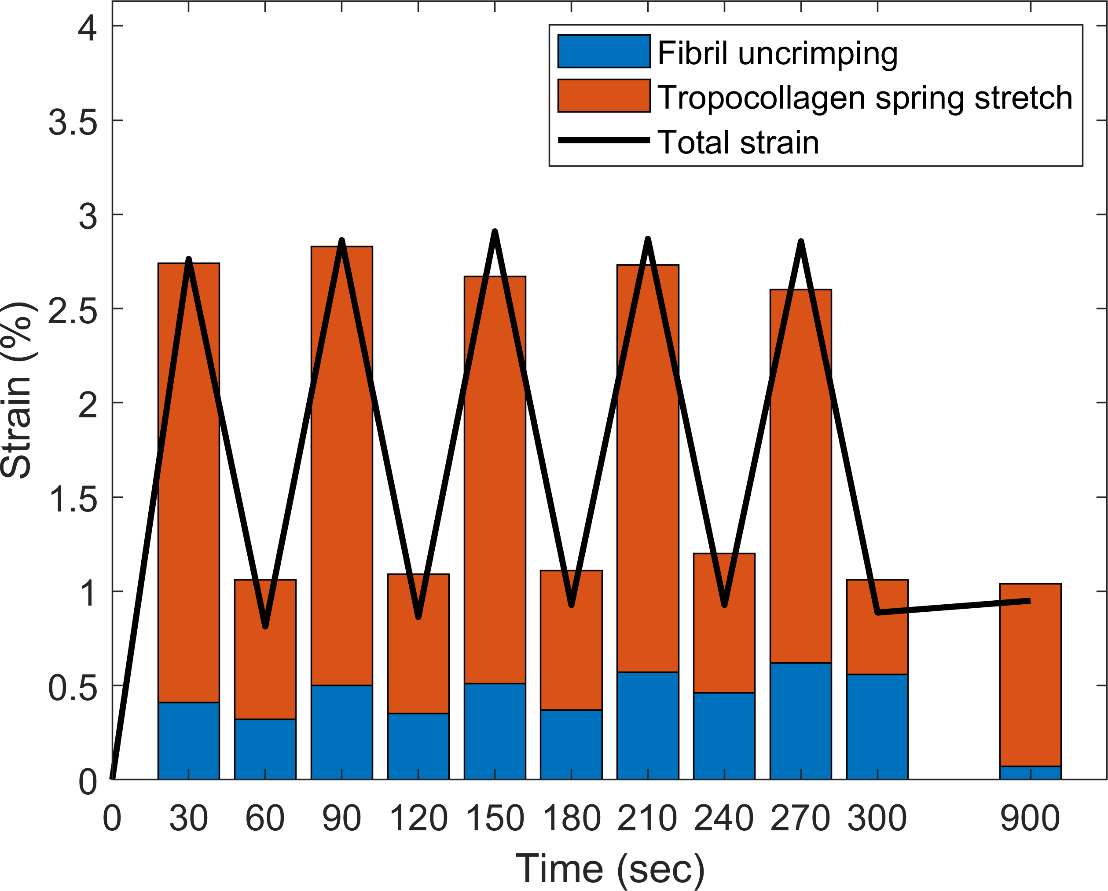 Fibril uncrimping
Tropocollagen spring stretch
Total strain
4
3.5
3
2.5
2
1.5
1
0.5
0
Strain (%)
0 30 60 90 120 150 180 210 240 270 300 900
Time (sec)